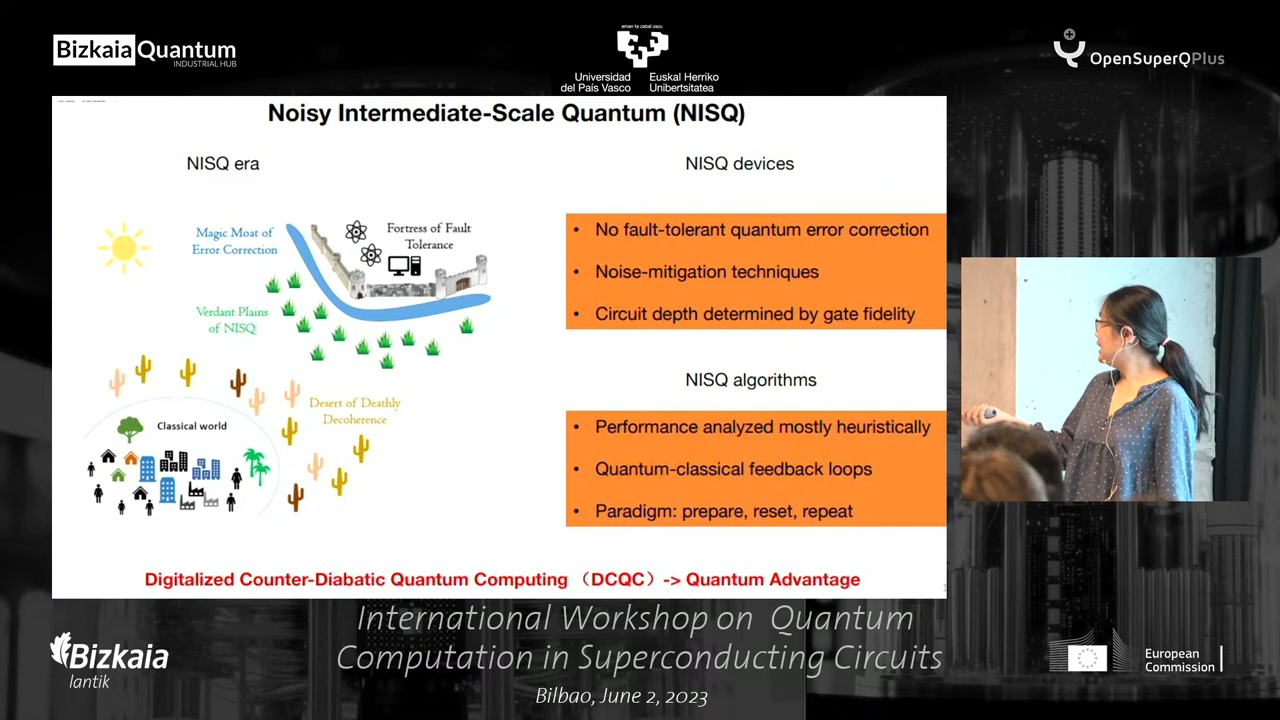 Bizkaia Quantum
INDUSTRIAL HUB
eman ta zabal zazu
Universidad
del País Vasco
Euskal Herriko
Unibertsitatea
OpenSuperQPlus
Noisy Intermediate-Scale Quantum (NISQ)
NISQ era
NISQ devices
Magic Moat of
Error Correction
Fortress of Fault
Tolerance
Verdant Plains
of NISQ
• No fault-tolerant quantum error correction
• Noise-mitigation techniques
• Circuit depth determined by gate fidelity
NISQ algorithms
Desert of Deathly
Decoherence
Classical world
• Performance analyzed mostly heuristically
• Quantum-classical feedback loops
• Paradigm: prepare, reset, repeat
Digitalized Counter-Diabatic Quantum Computing （DCQC）-> Quantum Advantage
International Workshop on Quantum
Computation in Superconducting Circuits
Bilbao, June 2, 2023
Bizkaia
lantik
European
Commission